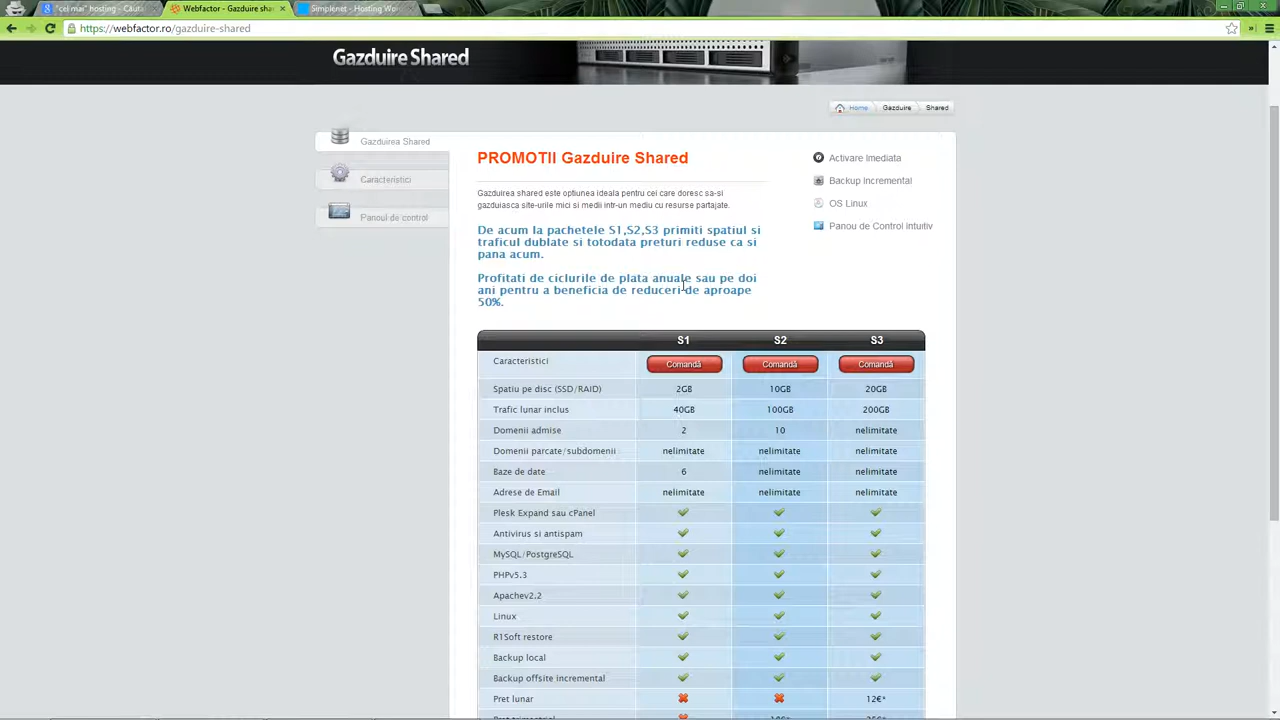 "cel mai" hosting - Căuta
Webfactor - Gazduire sha
Simplenet - Hosting Wo
https://webfactor.ro/gazduire-shared
Gazduire Shared
Home Gazduire Shared
Gazduirea Shared
Caracteristici
Panoul de control
PROMOTII Gazduire Shared
Gazduirea shared este optiunea ideala pentru cei care doresc sa-si
gazduiasca site-urile mici si medii intr-un mediu cu resurse partajate.
De acum la pachetele S1,S2,S3 primiti spatiul si
traficul dublate si totodata preturi reduse ca si
pana acum.
Profitati de ciclurile de plata anuale sau pe doi
ani pentru a beneficia de reduceri de aproape
50%.
Activare Imediata
Backup Incremental
OS Linux
Panou de Control Intuitiv
S1 S2 S3
Caracteristici Comandă Comandă Comandă
Spatiu pe disc (SSD/RAID) 2GB 10GB 20GB
Trafic lunar inclus 40GB 100GB 200GB
Domenii admise 2 10 nelimitate
Domenii parcate/subdomenii nelimitate nelimitate nelimitate
Baze de date 6 nelimitate nelimitate
Adrese de Email nelimitate nelimitate nelimitate
Plesk Expand sau cPanel
Antivirus si antispam
MySQL/PostgreSQL
PHPv5.3
Apachev2.2
Linux
R1Soft restore
Backup local
Backup offsite incremental
Pret lunar 12€*
Pret trimestrial